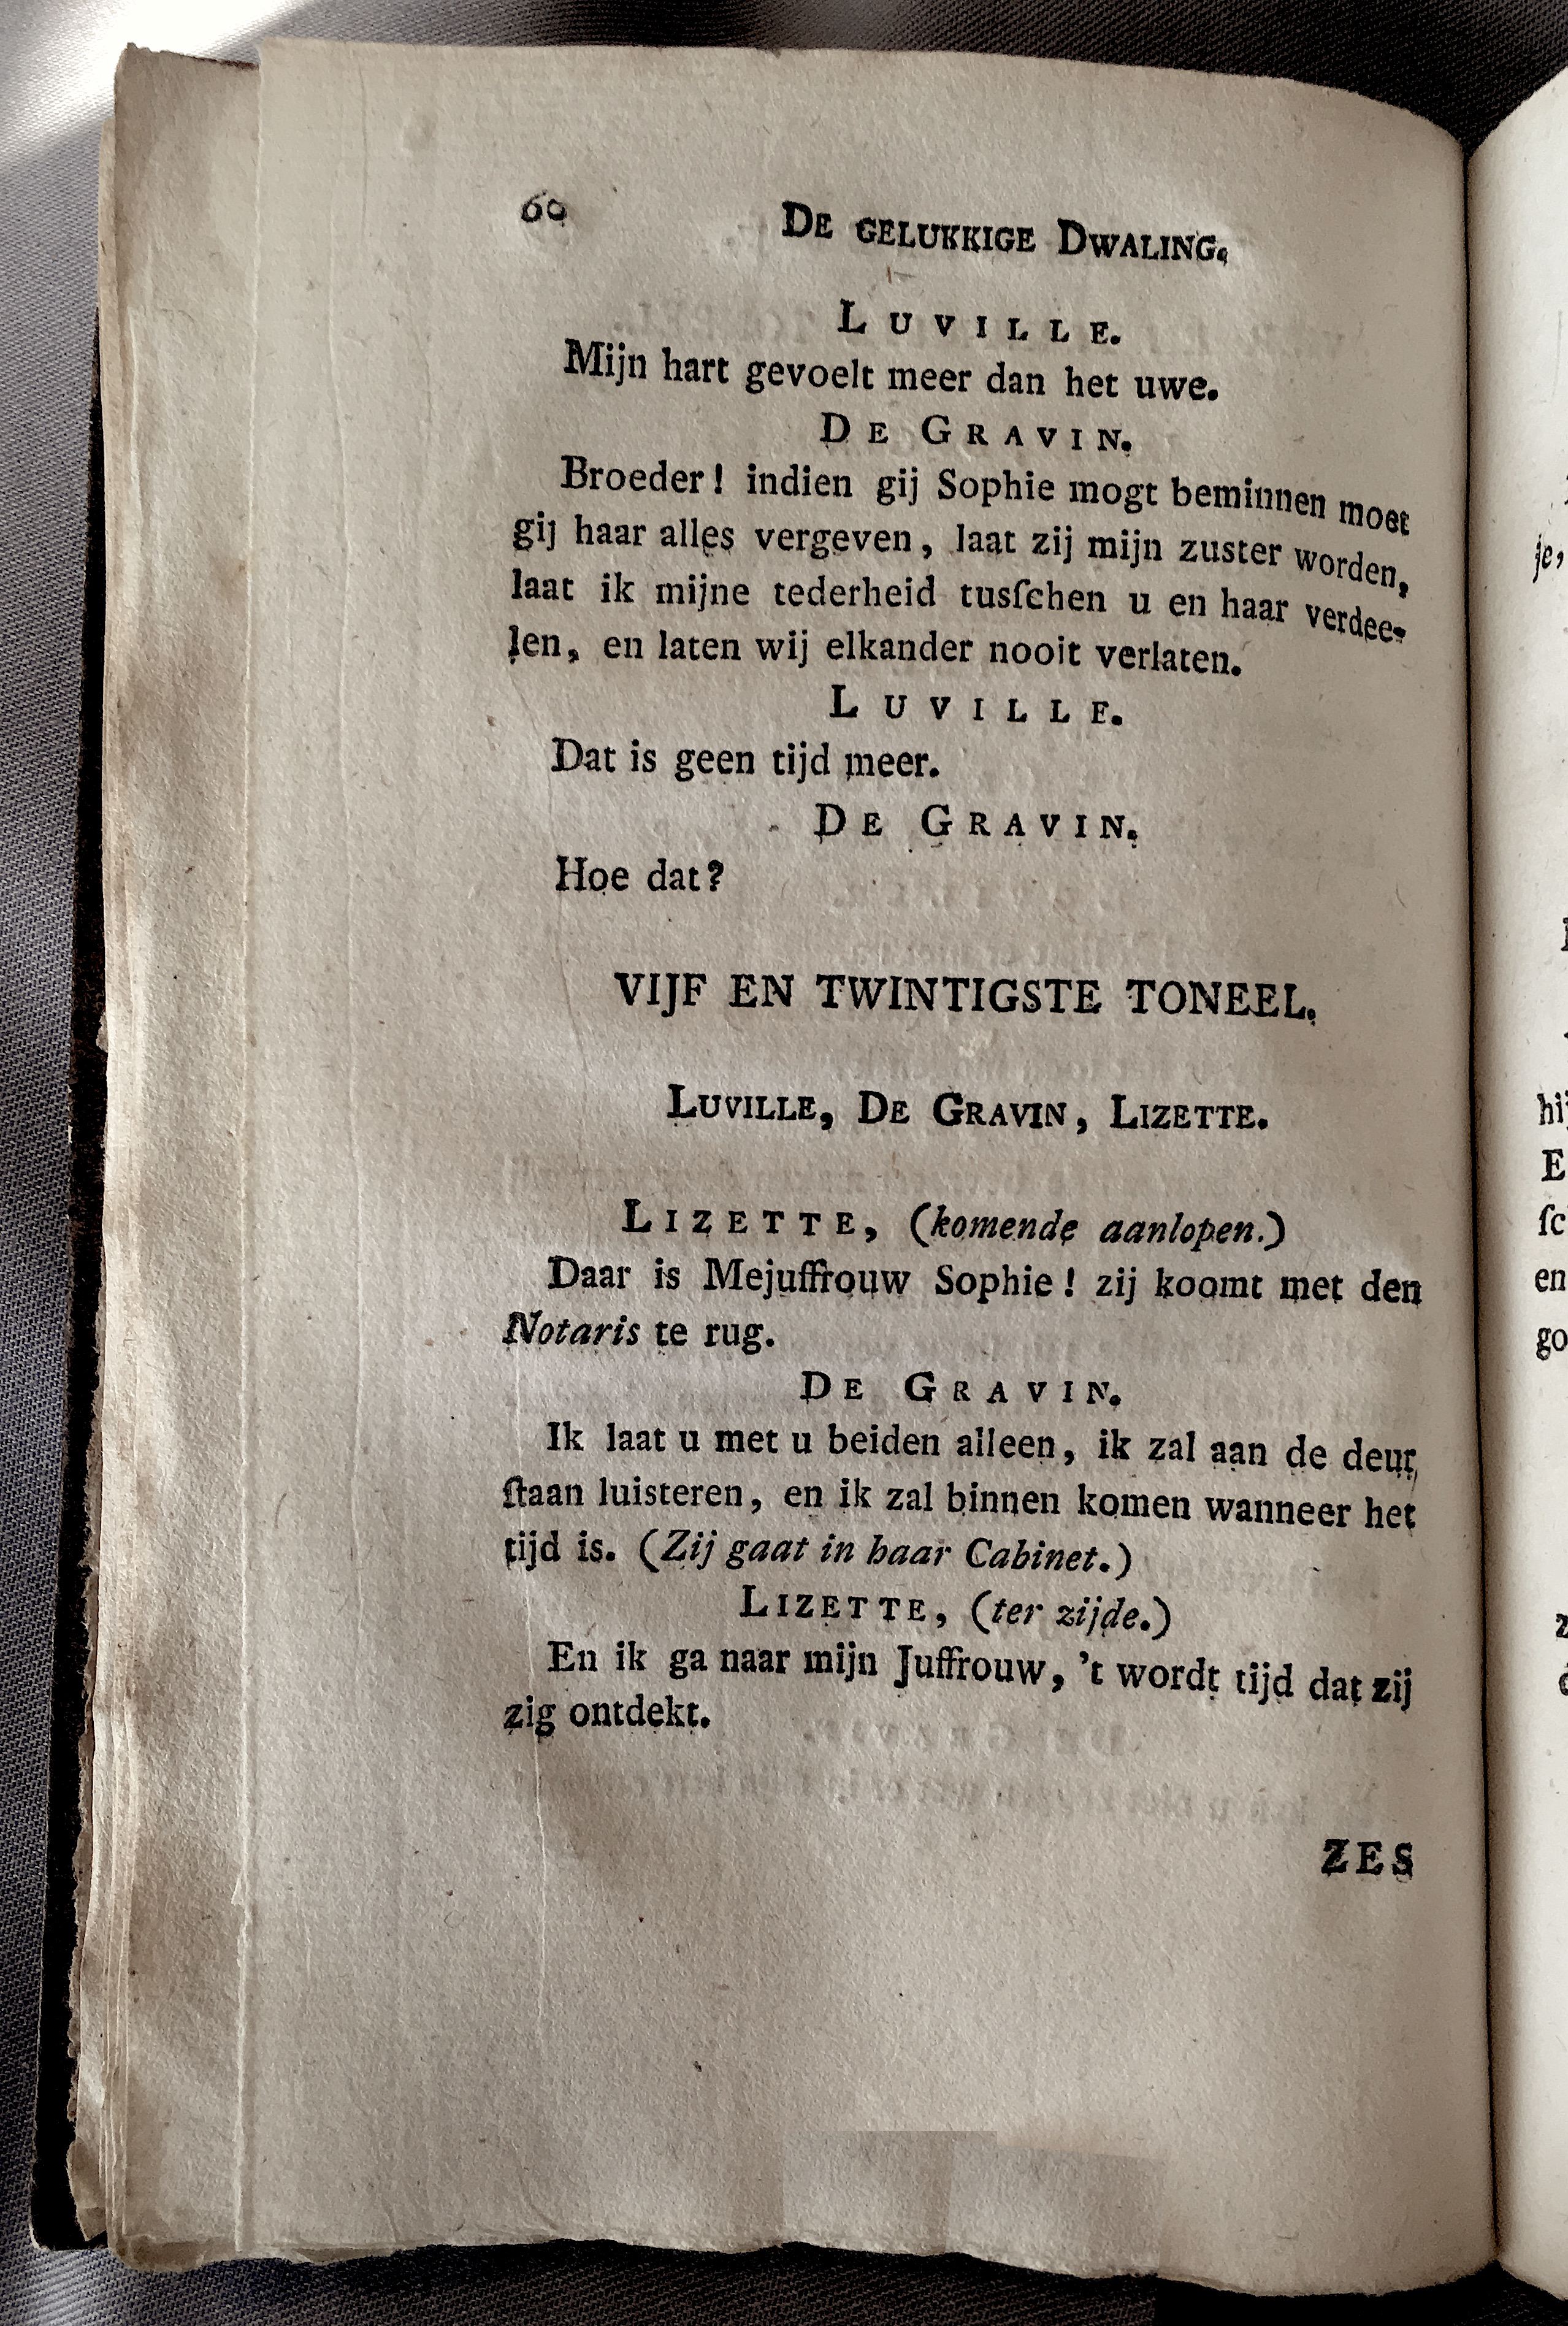 60 De gelukkige Dwaling.
Luville.
Mijn hart gevoelt meer dan het uwe.
De Gravin.
Broeder! indien gij Sophie mogt beminnen moet
gij haar alles vergeven, laat zij mijn zuster worden,
laat ik mijne tederheid tusſchen u en haar verdee-
len, en laten wij elkander nooit verlaten.
Luville.
Dat is geen tijd meer.
De Gravin.
Hoe dat?
VIJF EN TWINTIGSTE TONEEL.
Luville, De Gravin, Lizette.
Lizette, (komende aanlopen.)
Daar is Mejuffrouw Sophie! zij koomt met den
Notaris te rug.
De Gravin.
Ik laat u met u beiden alleen, ik zal aan de deur
ſtaan luisteren, en ik zal binnen komen wanneer het
tijd is. (Zij gaat in haar Cabinet.)
Lizette, (ter zijde.)
En ik ga naar mijn Juffrouw, 't wordt tijd dat zij
zig ontdekt.
ZES
je,
hij
E
ſc
en
go